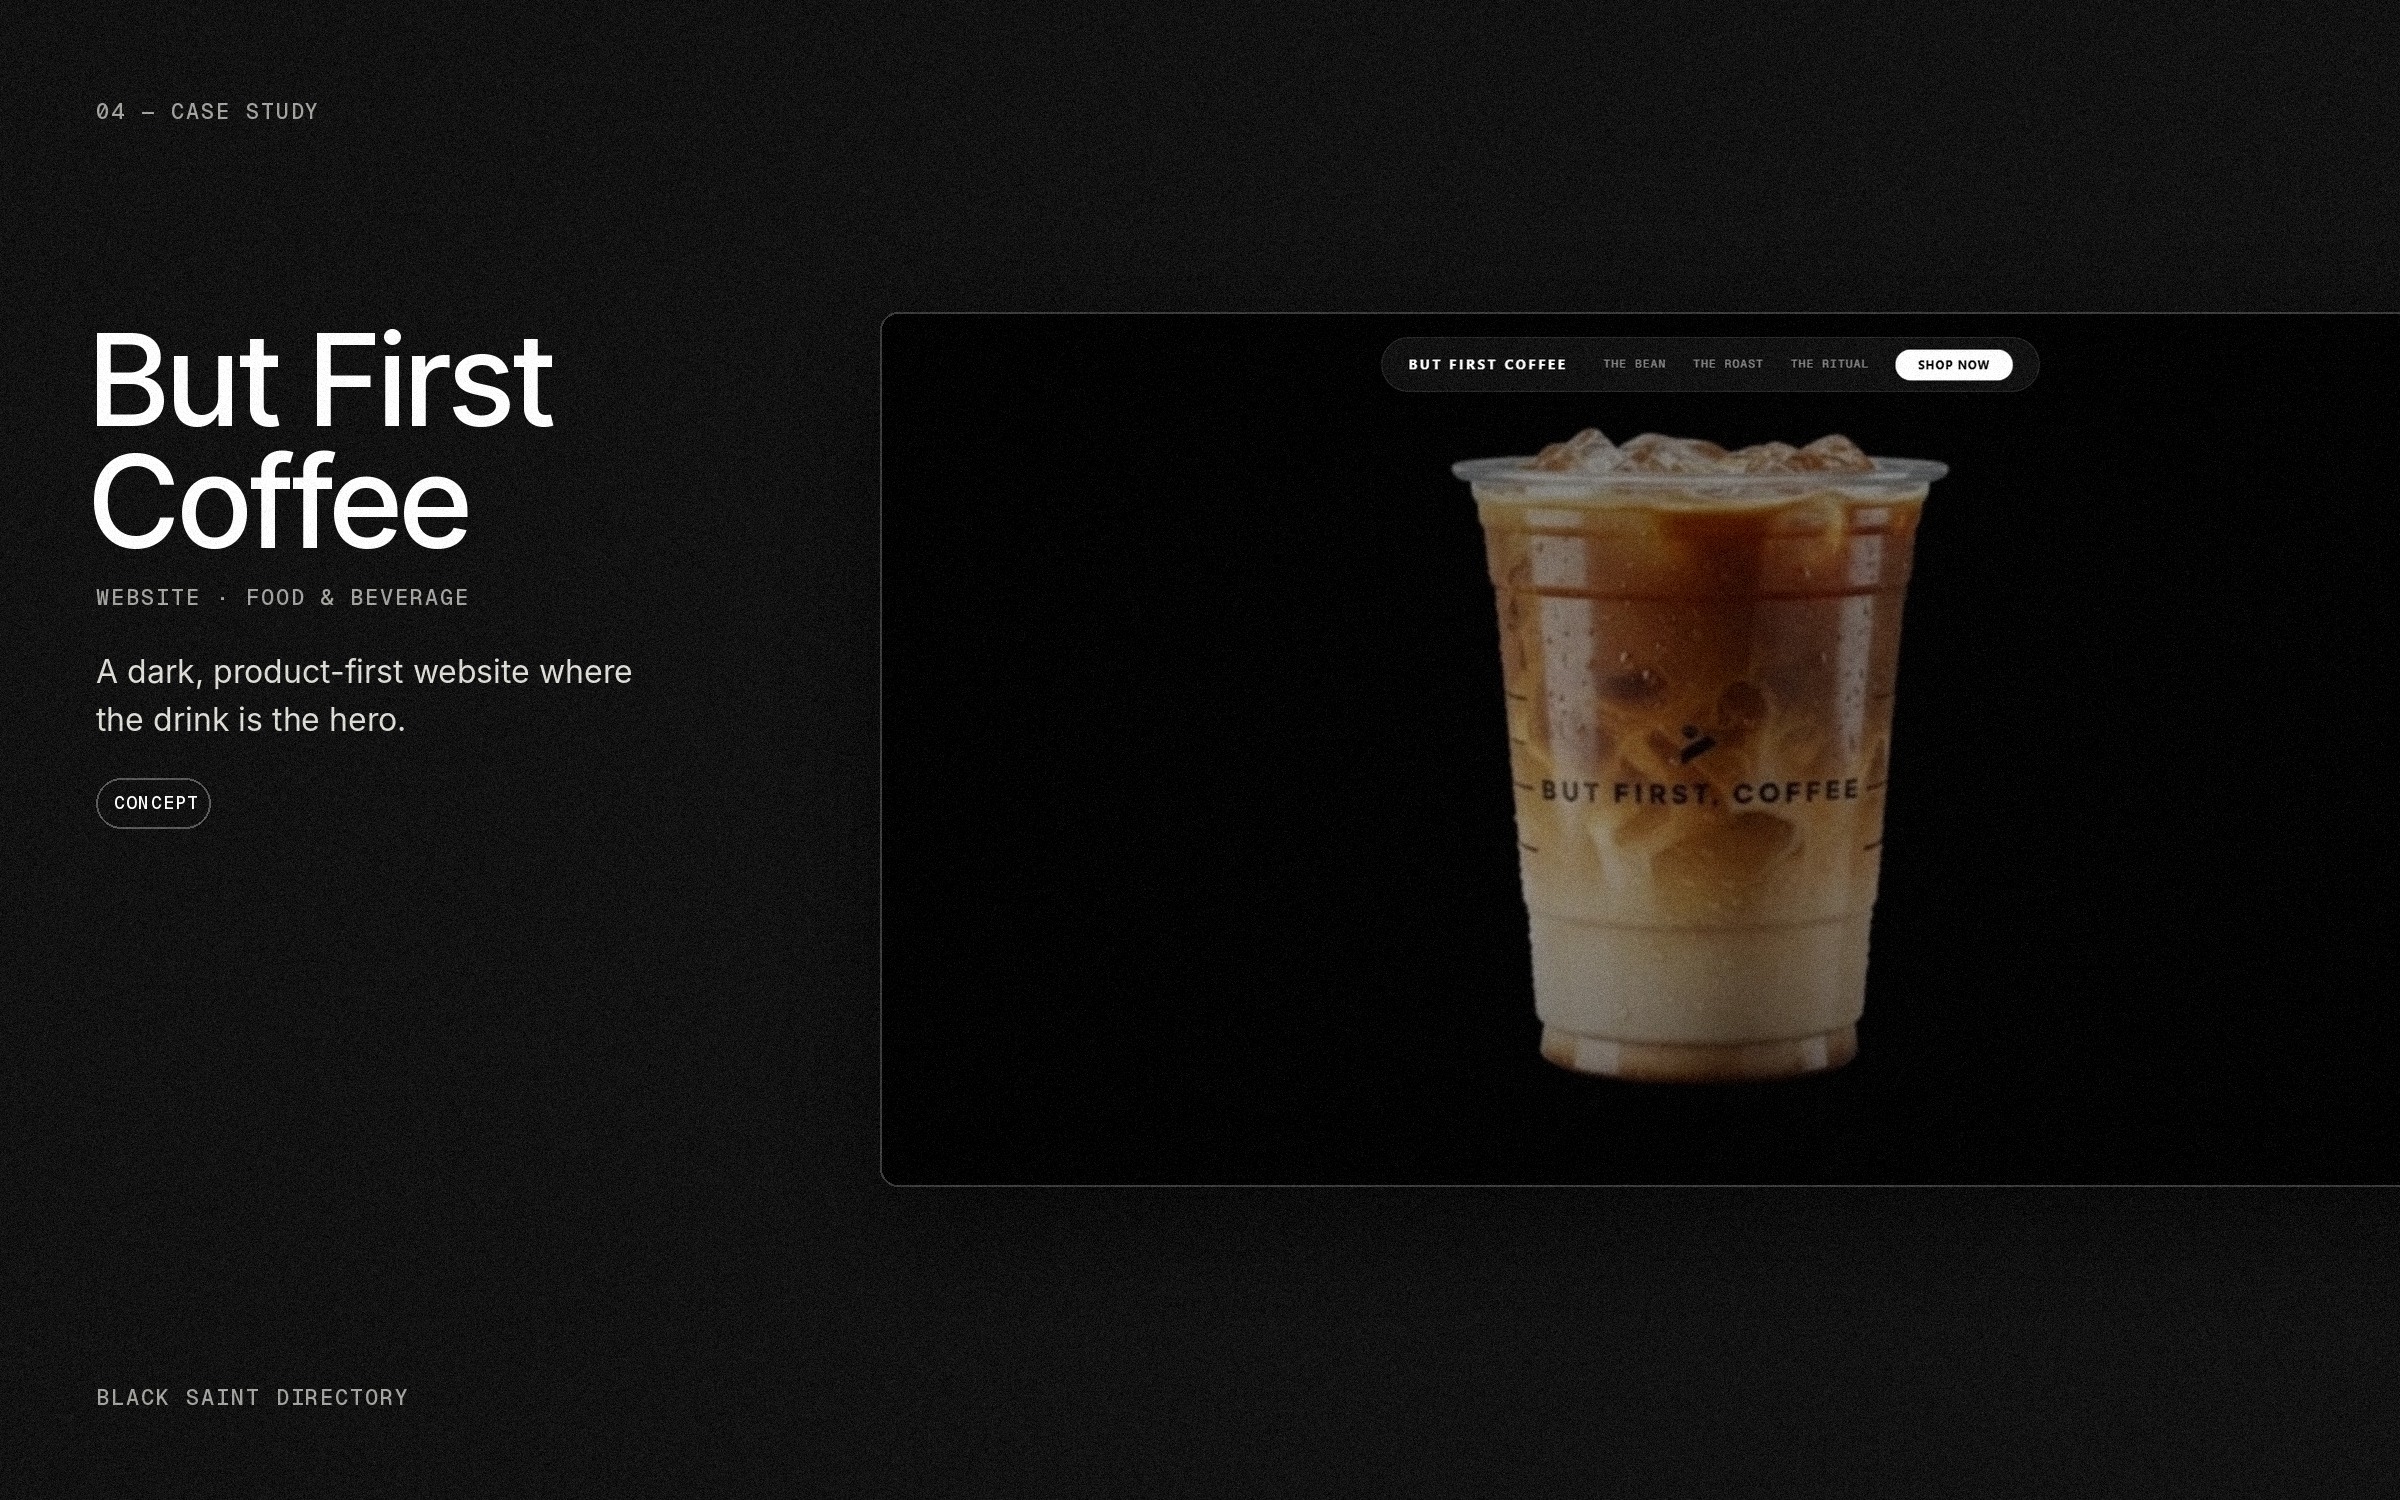 04 — CASE STUDY
But First
Coffee
WEBSITE · FOOD & BEVERAGE
A dark, product-first website where
the drink is the hero.
CONCEPT
BUT FIRST COFFEE THE BEAN THE ROAST THE RITUAL SHOP NOW
BUT FIRST, COFFEE
BLACK SAINT DIRECTORY